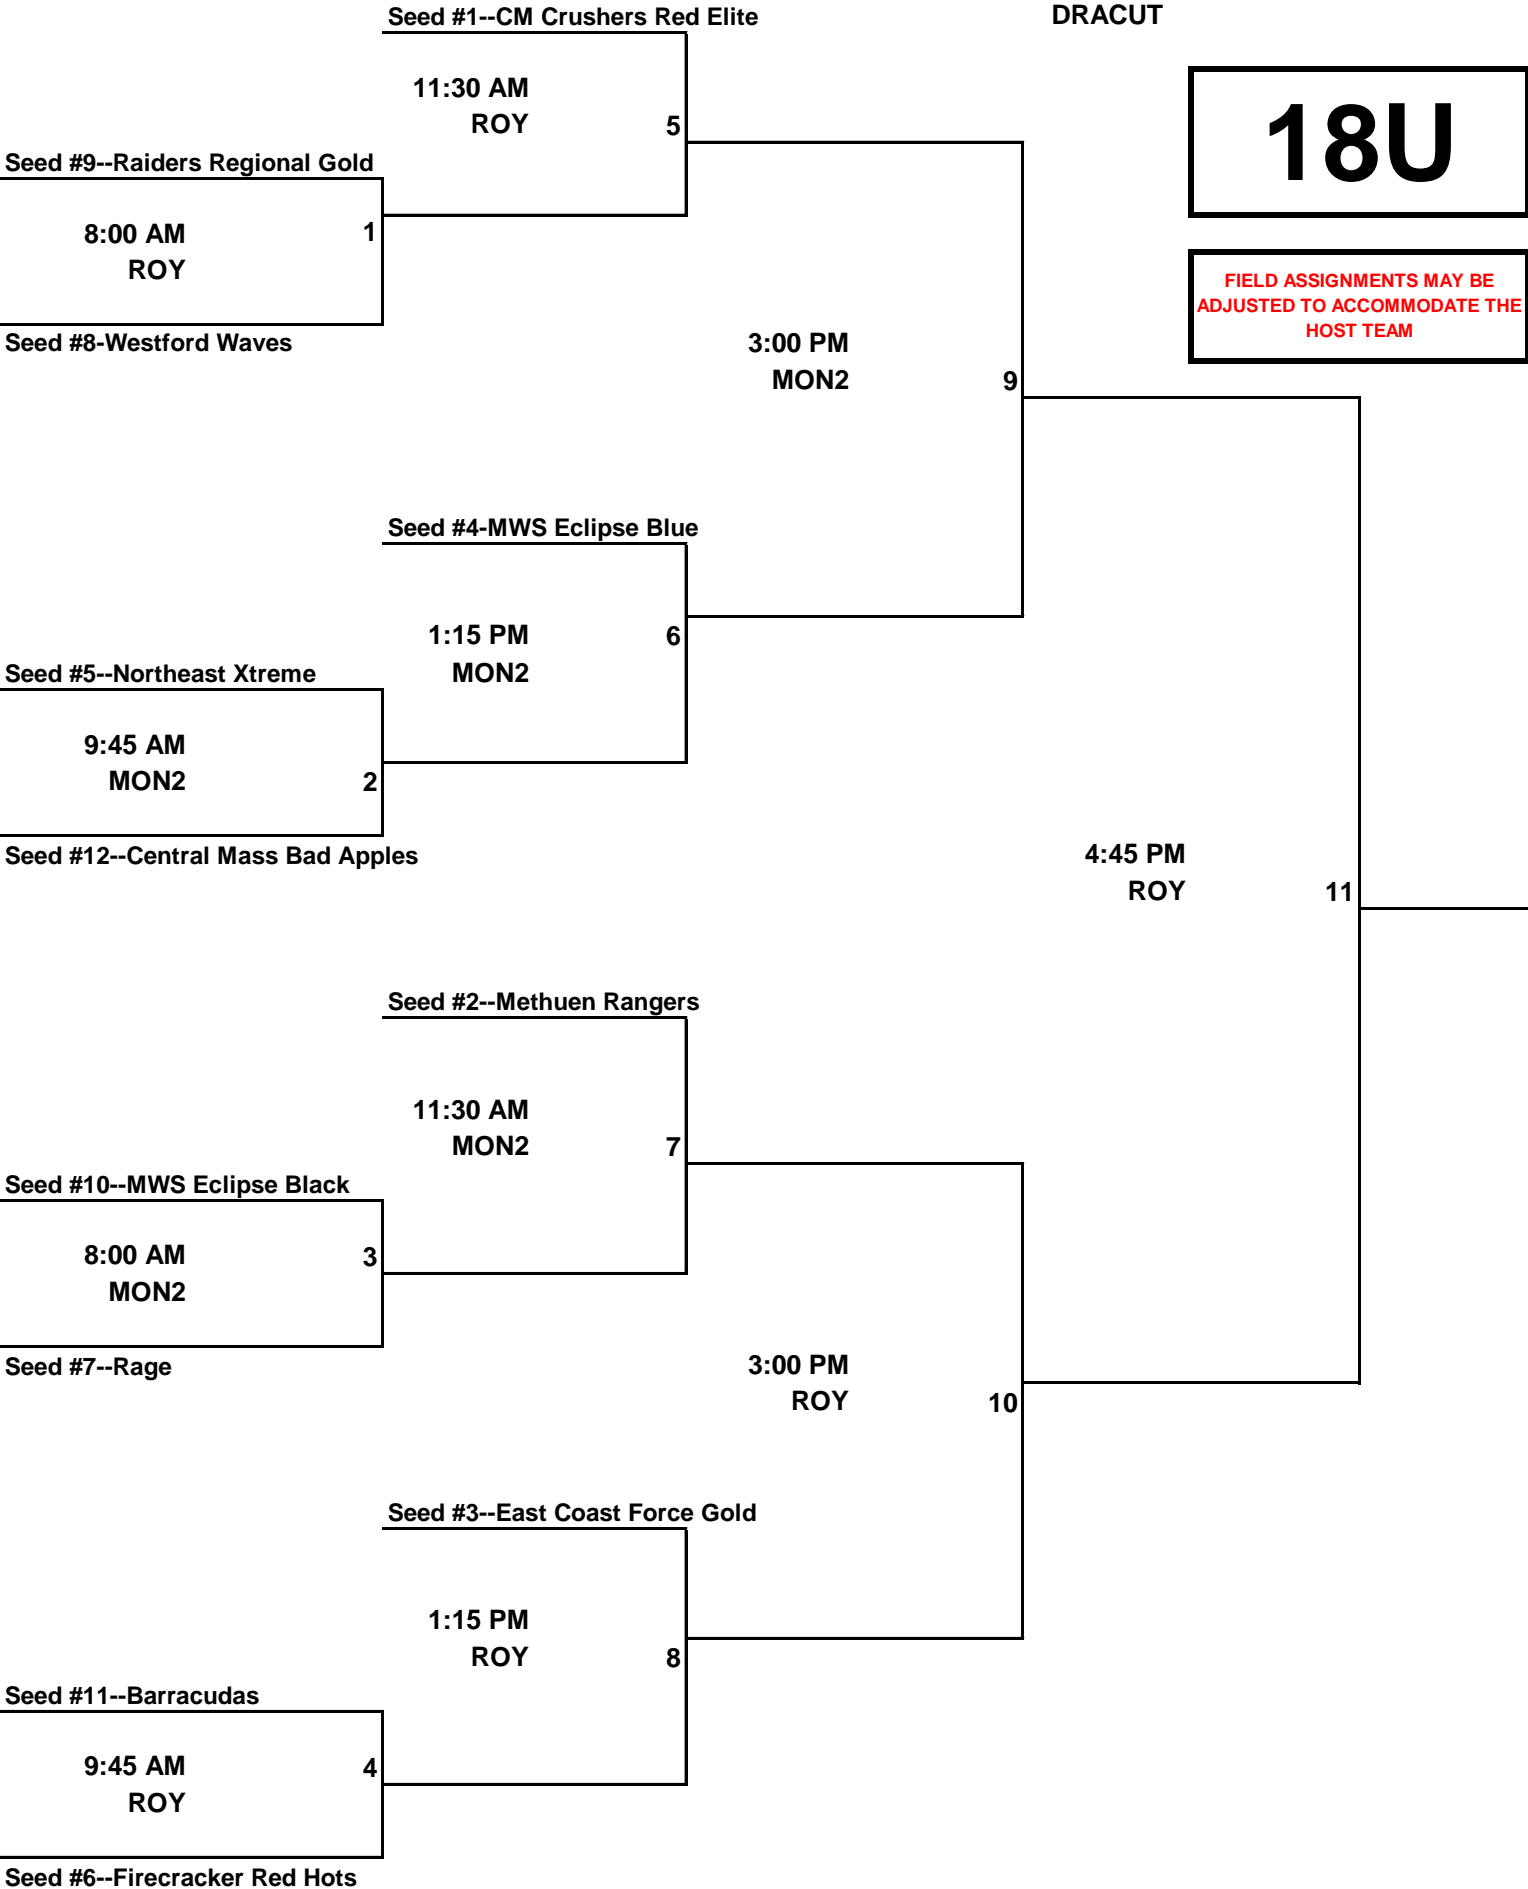 Seed #1--CM Crushers Red Elite
DRACUT
11:30 AM
ROY
5
18U
Seed #9--Raiders Regional Gold
8:00 AM
1
ROY
FIELD ASSIGNMENTS MAY BE
ADJUSTED TO ACCOMMODATE THE
HOST TEAM
Seed #8-Westford Waves
3:00 PM
MON2
9
Seed #4-MWS Eclipse Blue
1:15 PM
6
MON2
Seed #5--Northeast Xtreme
9:45 AM
MON2
2
Seed #12--Central Mass Bad Apples
4:45 PM
ROY
11
Seed #2--Methuen Rangers
11:30 AM
MON2
7
Seed #10--MWS Eclipse Black
8:00 AM
3
MON2
Seed #7--Rage
3:00 PM
ROY
10
Seed #3--East Coast Force Gold
1:15 PM
ROY
8
Seed #11--Barracudas
9:45 AM
4
ROY
Seed #6--Firecracker Red Hots